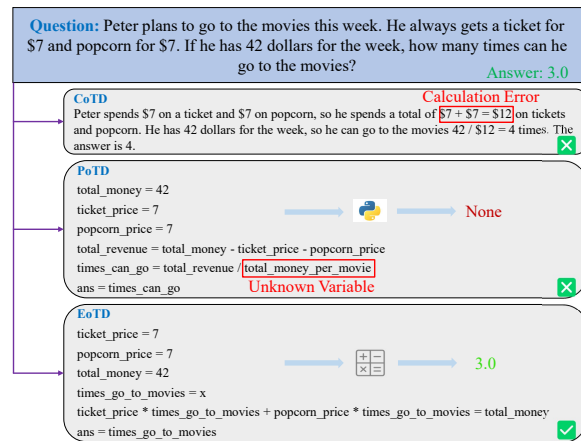 Question: Peter plans to go to the movies this week. He always gets a ticket for
$7 and popcorn for $7. If he has 42 dollars for the week, how many times can he
go to the movies?
Answer: 3.0
CoTD
Calculation Error
Peter spends $7 on a ticket and $7 on popcorn, so he spends a total of $7 + $7 = $12 on tickets
and popcorn. He has 42 dollars for the week, so he can go to the movies 42 / $12 = 4 times. The
answer is 4.
PoTD
total_money = 42
ticket_price = 7
popcorn_price = 7
None
total_revenue = total_money - ticket_price - popcorn_price
times_can_go = total_revenue / total_money_per_movie
ans = times_can_go
Unknown Variable
EoTD
ticket_price = 7
popcorn_price = 7
total_money = 42
3.0
times_go_to_movies = x
ticket_price * times_go_to_movies + popcorn_price * times_go_to_movies = total_money
ans = times_go_to_movies